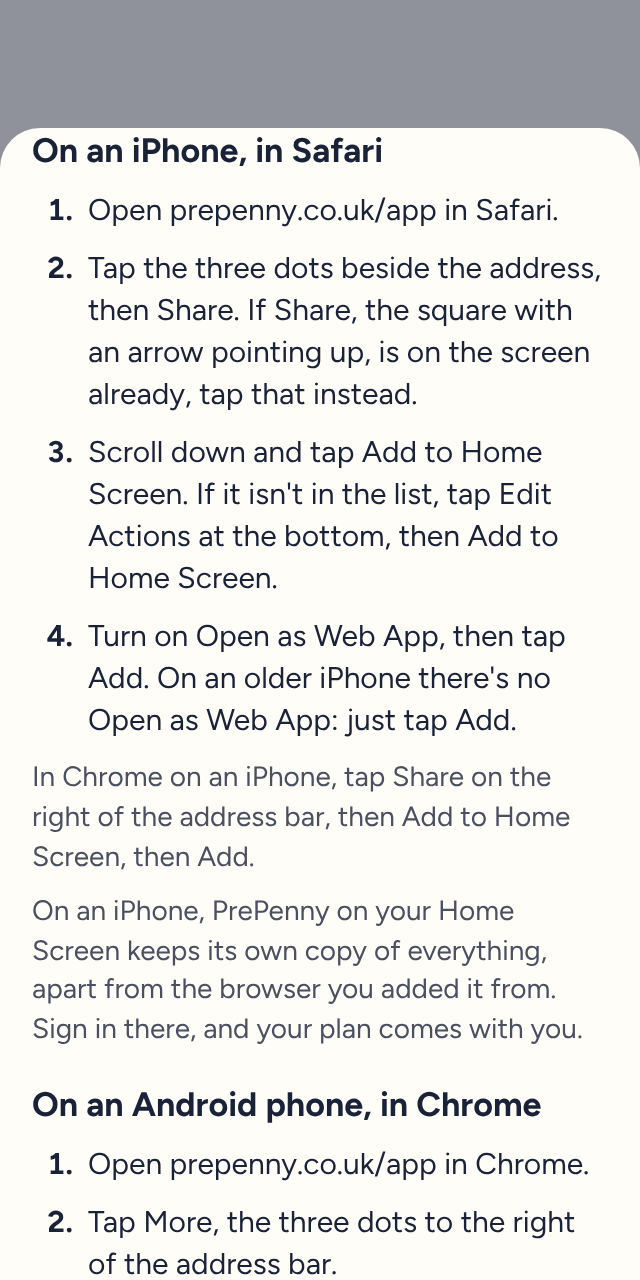 On an iPhone, in Safari
1. Open prepenny.co.uk/app in Safari.
2. Tap the three dots beside the address,
then Share. If Share, the square with
an arrow pointing up, is on the screen
already, tap that instead.
3. Scroll down and tap Add to Home
Screen. If it isn't in the list, tap Edit
Actions at the bottom, then Add to
Home Screen.
4. Turn on Open as Web App, then tap
Add. On an older iPhone there's no
Open as Web App: just tap Add.
In Chrome on an iPhone, tap Share on the
right of the address bar, then Add to Home
Screen, then Add.
On an iPhone, PrePenny on your Home
Screen keeps its own copy of everything,
apart from the browser you added it from.
Sign in there, and your plan comes with you.
On an Android phone, in Chrome
1. Open prepenny.co.uk/app in Chrome.
2. Tap More, the three dots to the right
of the address bar.